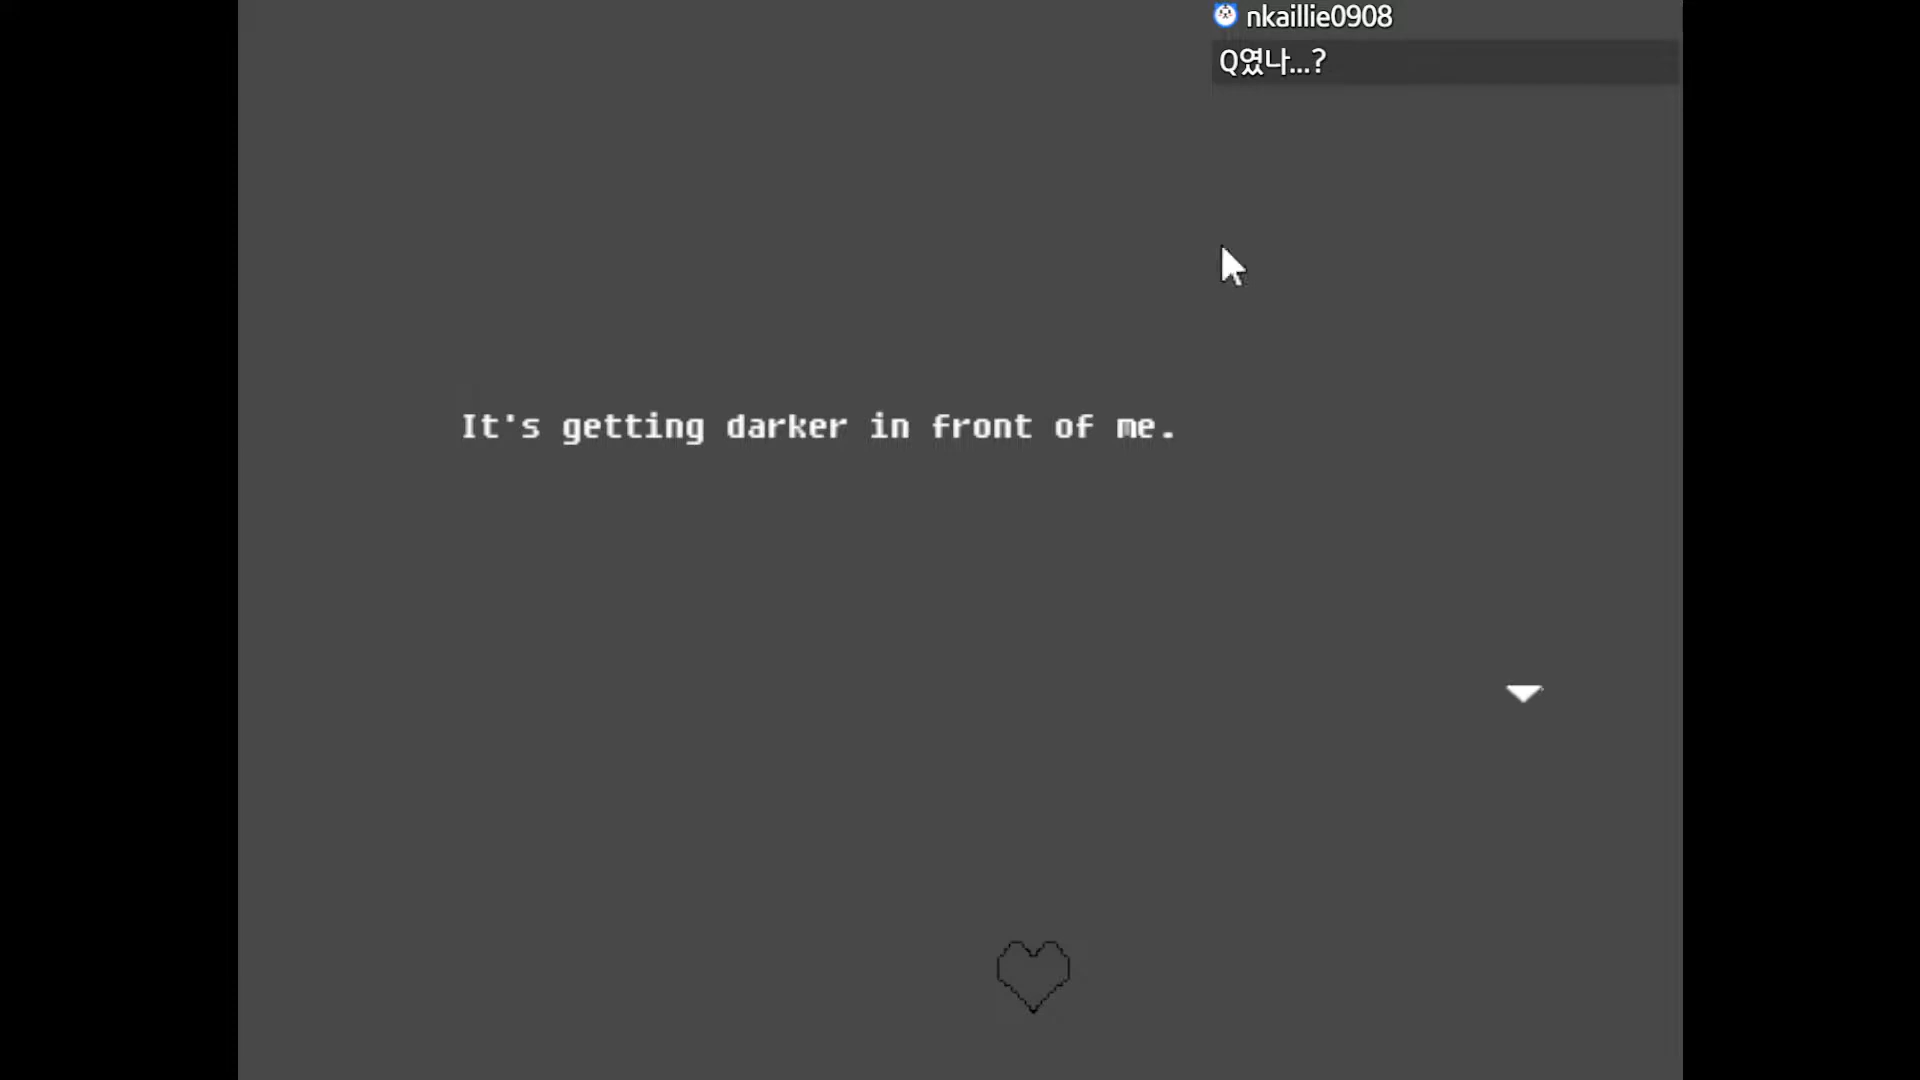 nkaillie0908
Q였나...?
It's getting darker in front of me.